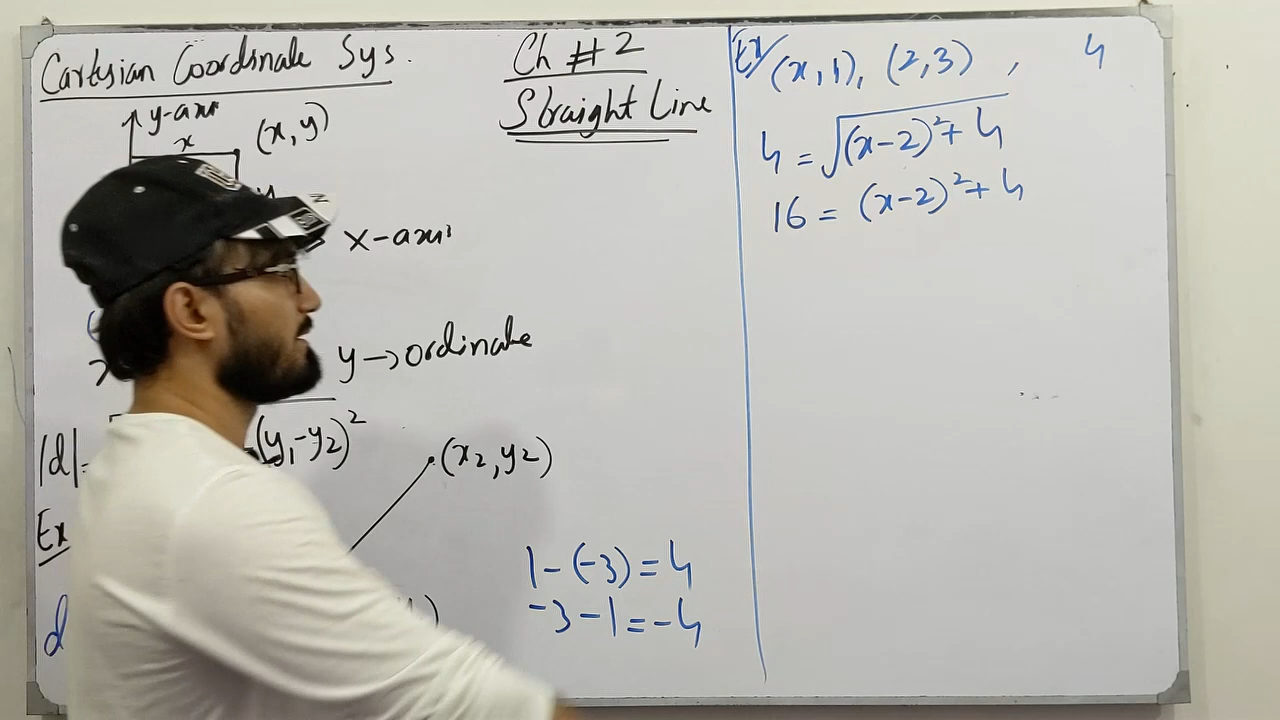 Cartesian Coordinate Sys.
y-axis
x
(x, y)
x-axis
y → ordinate
|d|= (y₁-y₂)²
(x₂, y₂)
Ex
d
Ch # 2
Straight Line
1-(-3) = 4
-3-1 = -4
Ex/ (x, 1), (2, 3) , 4
4 = √(x-2)²+4
16 = (x-2)²+4